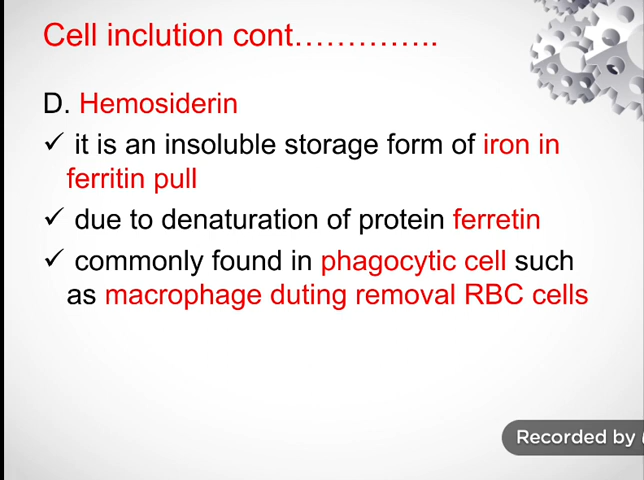 Cell inclution cont…………..
D. Hemosiderin
✓ it is an insoluble storage form of iron in
ferritin pull
✓ due to denaturation of protein ferretin
✓ commonly found in phagocytic cell such
as macrophage duting removal RBC cells
Recorded by